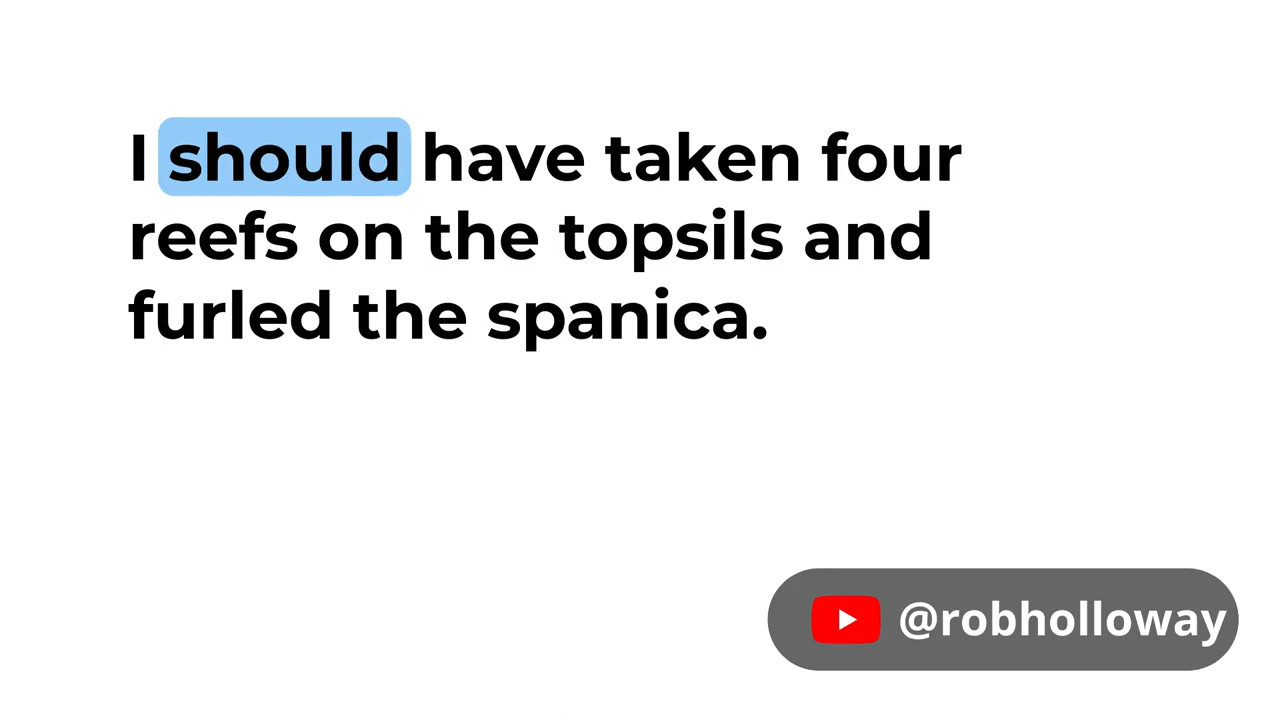 I should have taken four
reefs on the topsils and
furled the spanica.
@robholloway